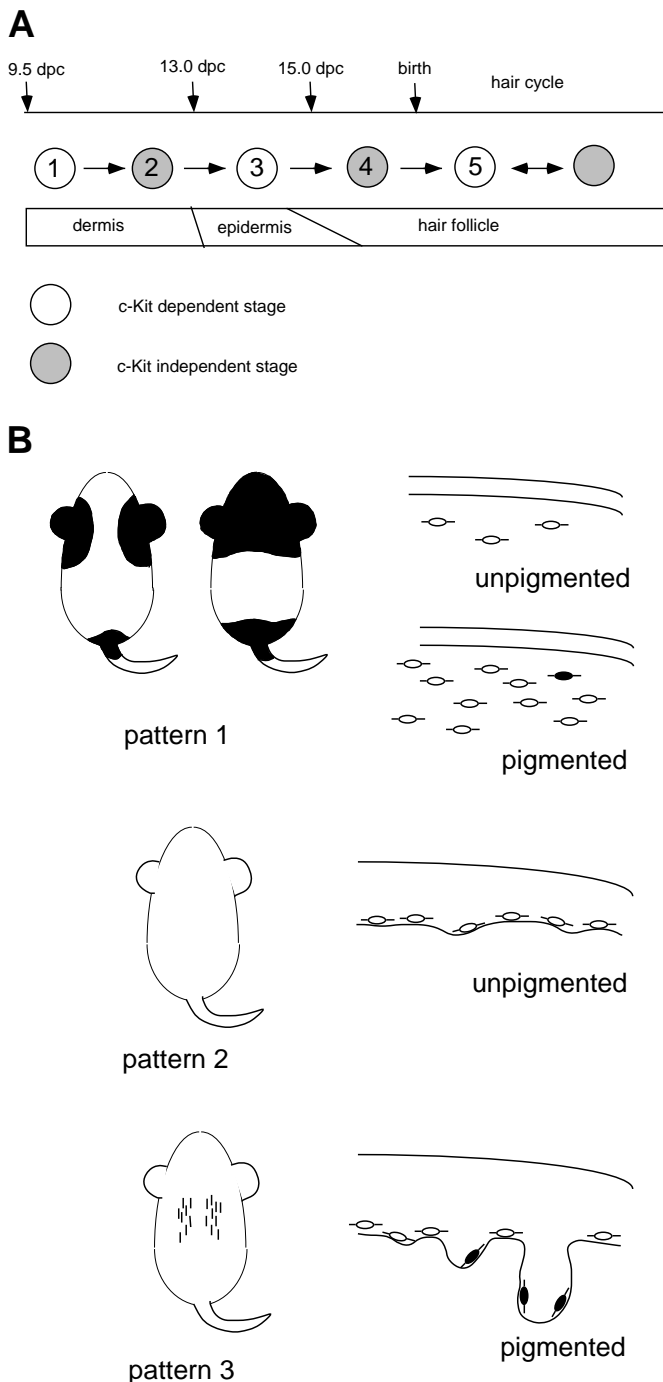 A
9.5 dpc 13.0 dpc 15.0 dpc birth hair cycle
1 2 3 4 5
dermis epidermis hair follicle
c-Kit dependent stage
c-Kit independent stage
B
unpigmented
pattern 1
pigmented
unpigmented
pattern 2
pigmented
pattern 3